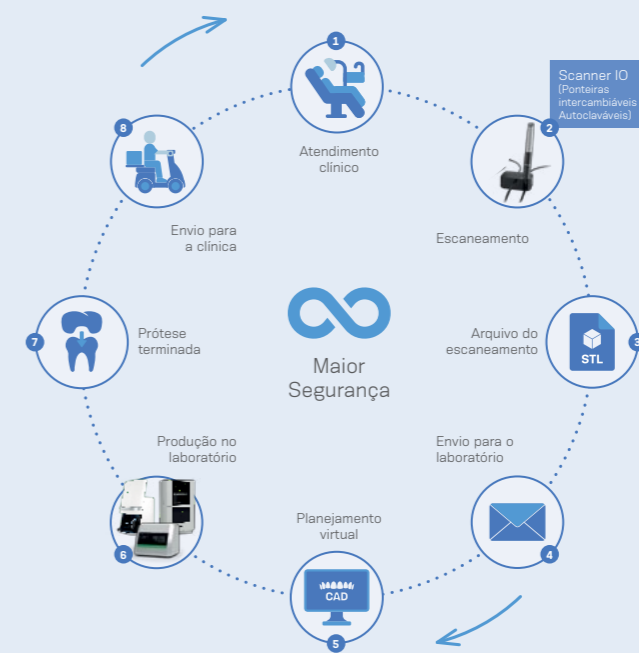 1
Atendimento
clínico
Scanner IO
(Ponteiras
intercambiáveis
Autoclaváveis)
2
Escaneamento
3
STL
Arquivo do
escaneamento
4
Envio para o
laboratório
5
CAD
Planejamento
virtual
6
Produção no
laboratório
7
Prótese
terminada
8
Envio para
a clínica
Maior
Segurança